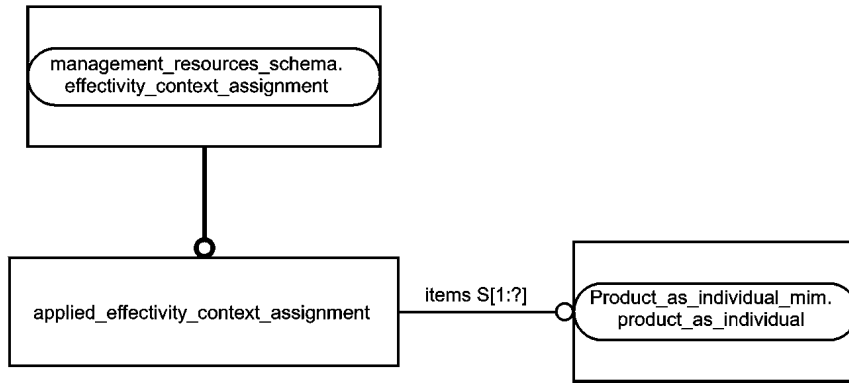 management_resources_schema.
effectivity_context_assignment
applied_effectivity_context_assignment
items S[1:?]
Product_as_individual_mim.
product_as_individual